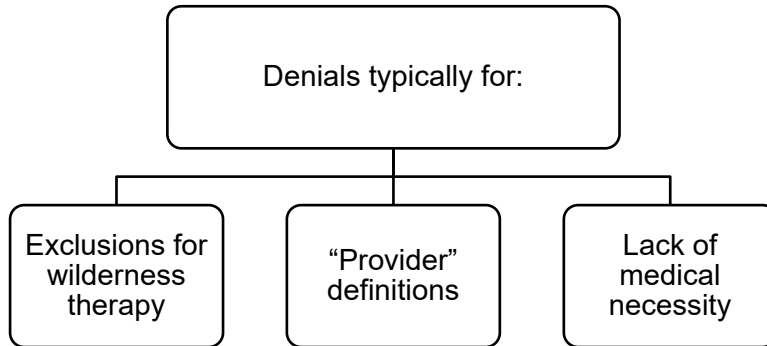 Denials typically for:
Exclusions for
wilderness
therapy
“Provider”
definitions
Lack of
medical
necessity